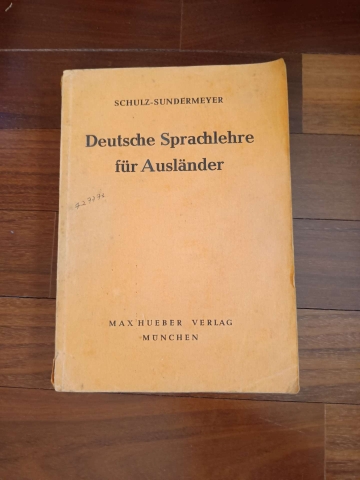 SCHULZ-SUNDERMEYER
Deutsche Sprachlehre
für Ausländer
MAX HUEBER VERLAG
MÜNCHEN